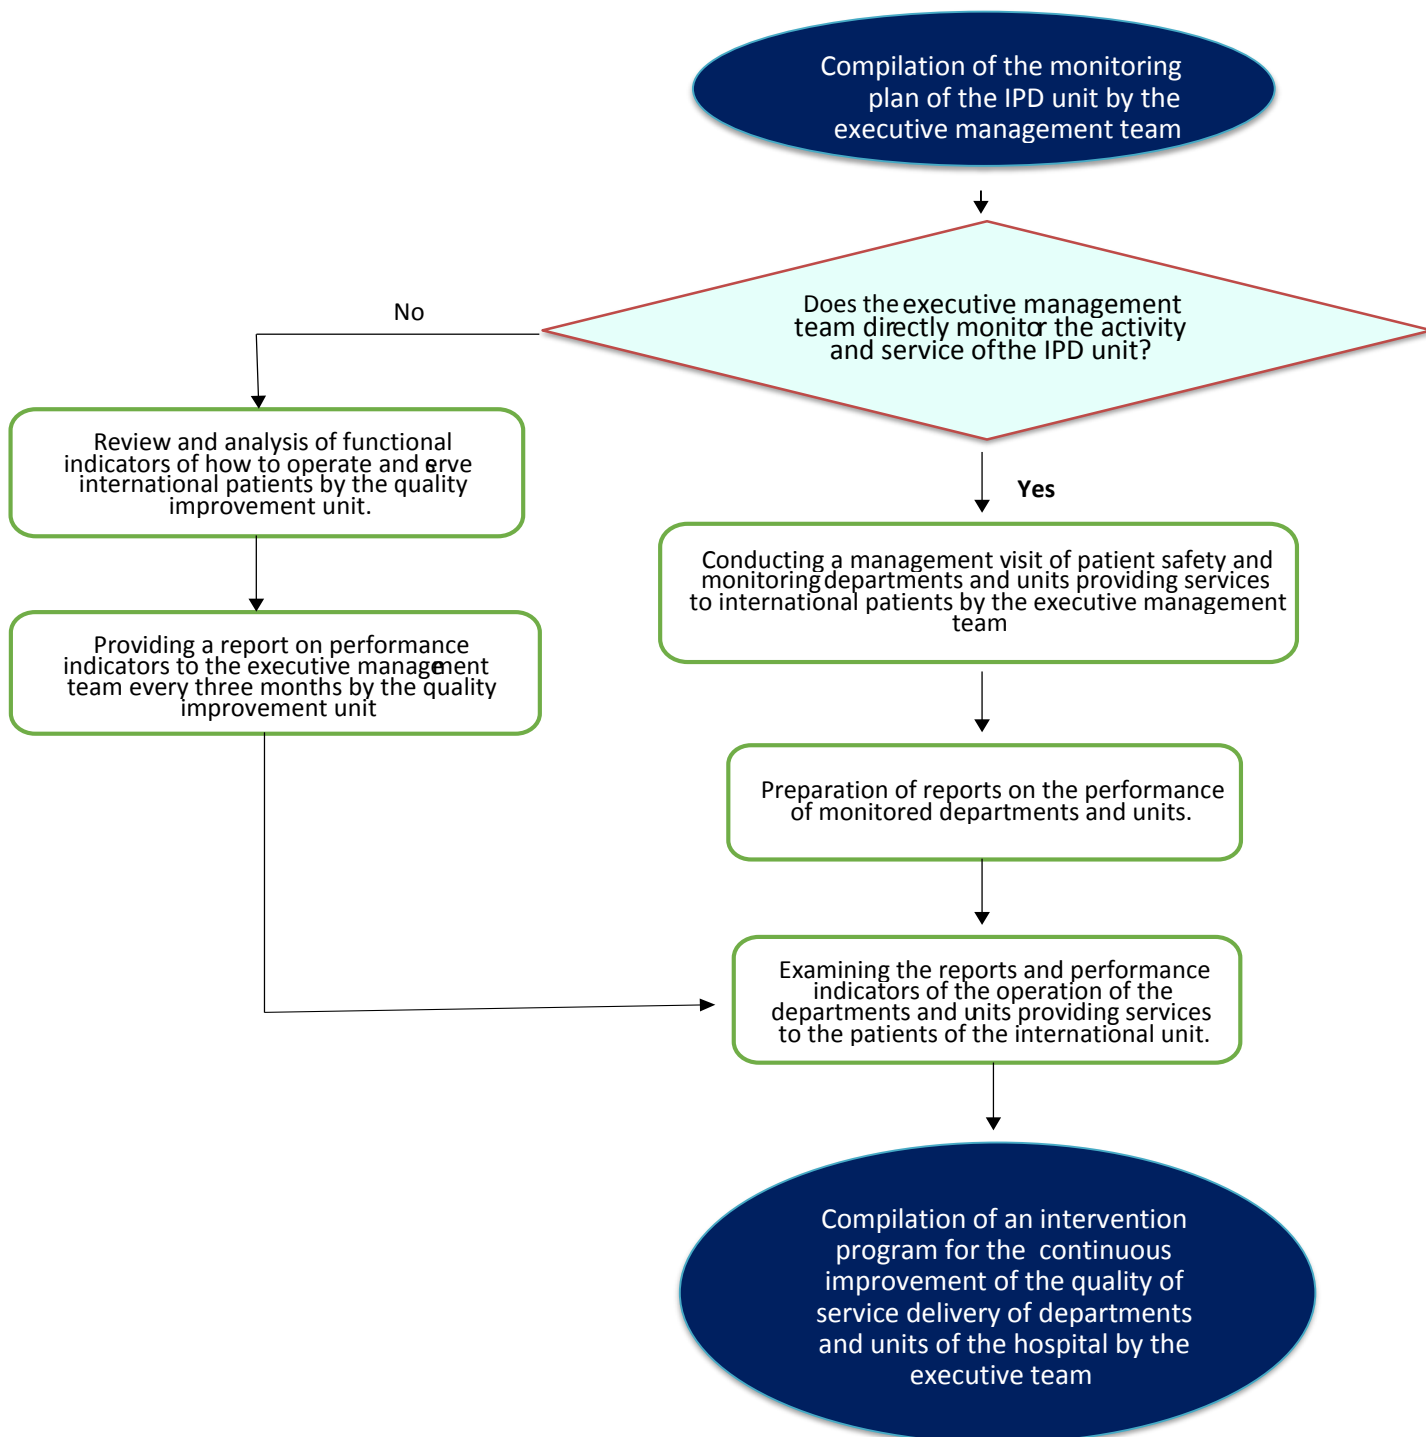 Compilation of the monitoring
plan of the IPD unit by the
executive management team
Does the executive management
team directly monitor the activity
and service of the IPD unit?
No
Yes
Review and analysis of functional
indicators of how to operate and serve
international patients by the quality
improvement unit.
Providing a report on performance
indicators to the executive management
team every three months by the quality
improvement unit
Conducting a management visit of patient safety and
monitoring departments and units providing services
to international patients by the executive management
team
Preparation of reports on the performance
of monitored departments and units.
Examining the reports and performance
indicators of the operation of the
departments and units providing services
to the patients of the international unit.
Compilation of an intervention
program for the continuous
improvement of the quality of
service delivery of departments
and units of the hospital by the
executive team